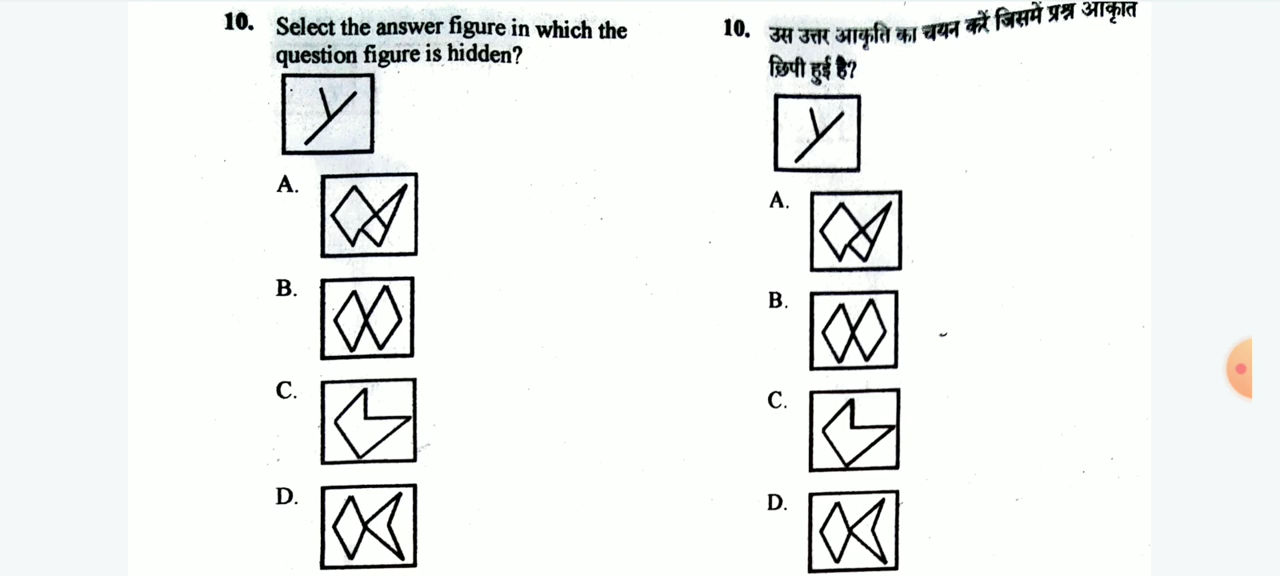 10. Select the answer figure in which the
question figure is hidden?
A.
B.
C.
D.
10. उस उत्तर आकृति का चयन करें जिसमें प्रश्न आकृति
छिपी हुई है?
A.
B.
C.
D.